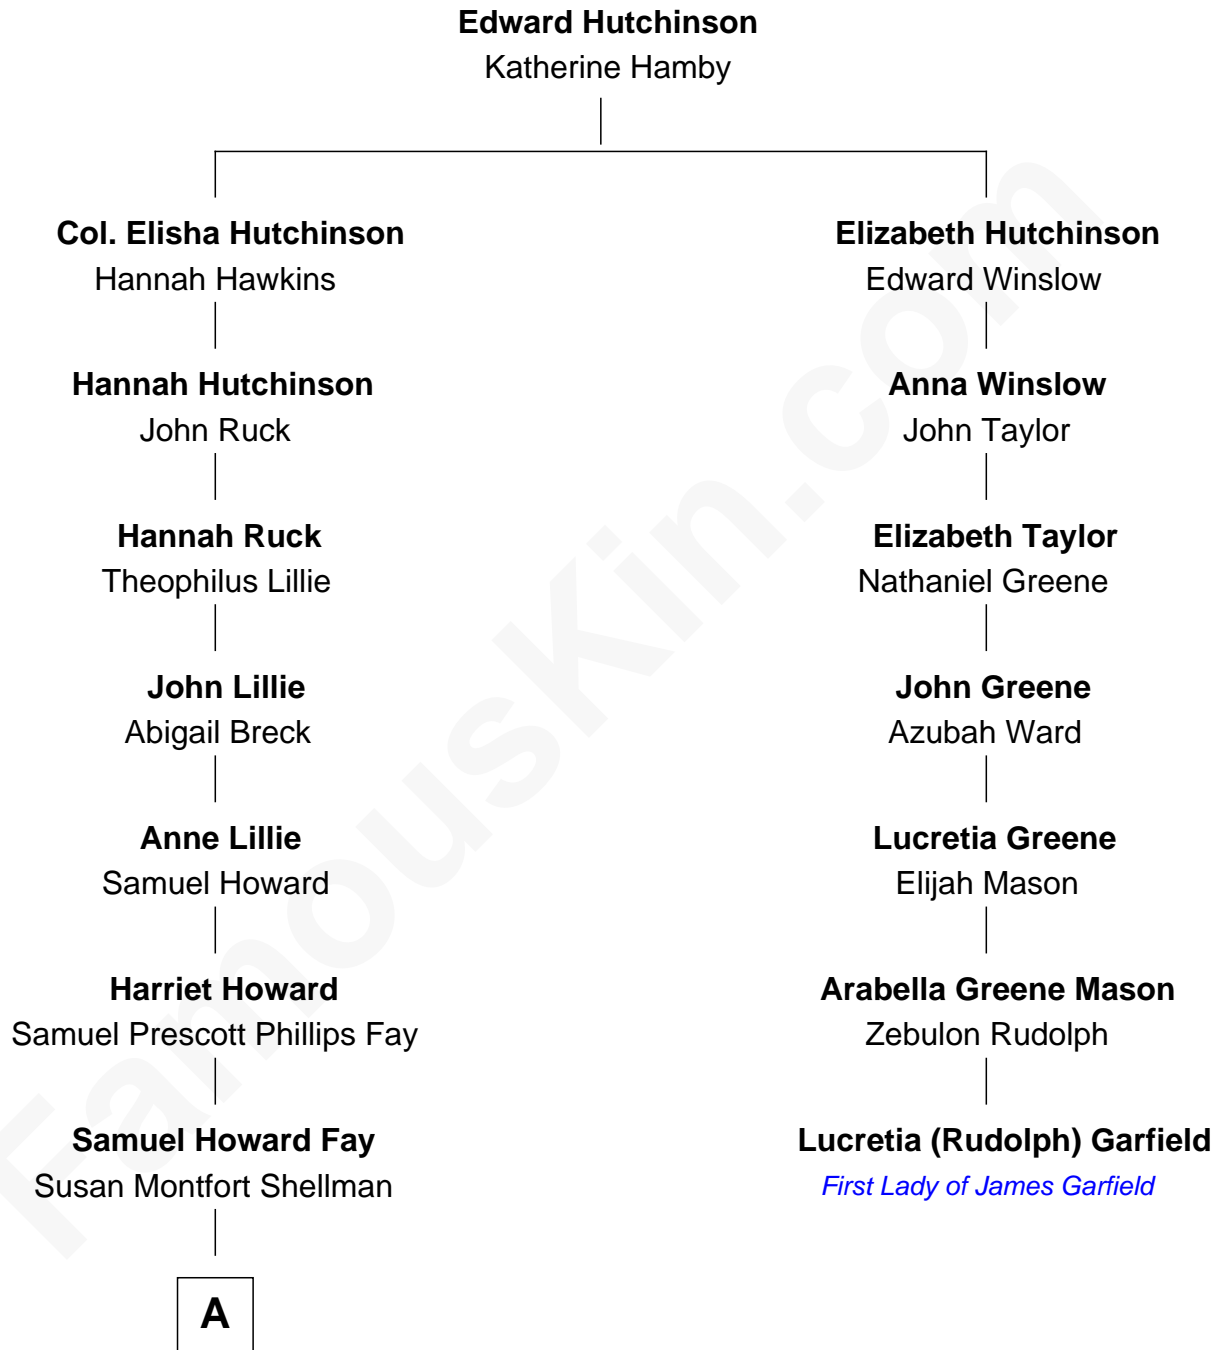 Edward Hutchinson
Katherine Hamby
Col. Elisha Hutchinson
Hannah Hawkins
Elizabeth Hutchinson
Edward Winslow
Hannah Hutchinson
John Ruck
Anna Winslow
John Taylor
Hannah Ruck
Theophilus Lillie
Elizabeth Taylor
Nathaniel Greene
John Lillie
Abigail Breck
John Greene
Azubah Ward
Anne Lillie
Samuel Howard
Lucretia Greene
Elijah Mason
Harriet Howard
Samuel Prescott Phillips Fay
Arabella Greene Mason
Zebulon Rudolph
Samuel Howard Fay
Susan Montfort Shellman
Lucretia (Rudolph) Garfield
First Lady of James Garfield
A
FamousKin.com